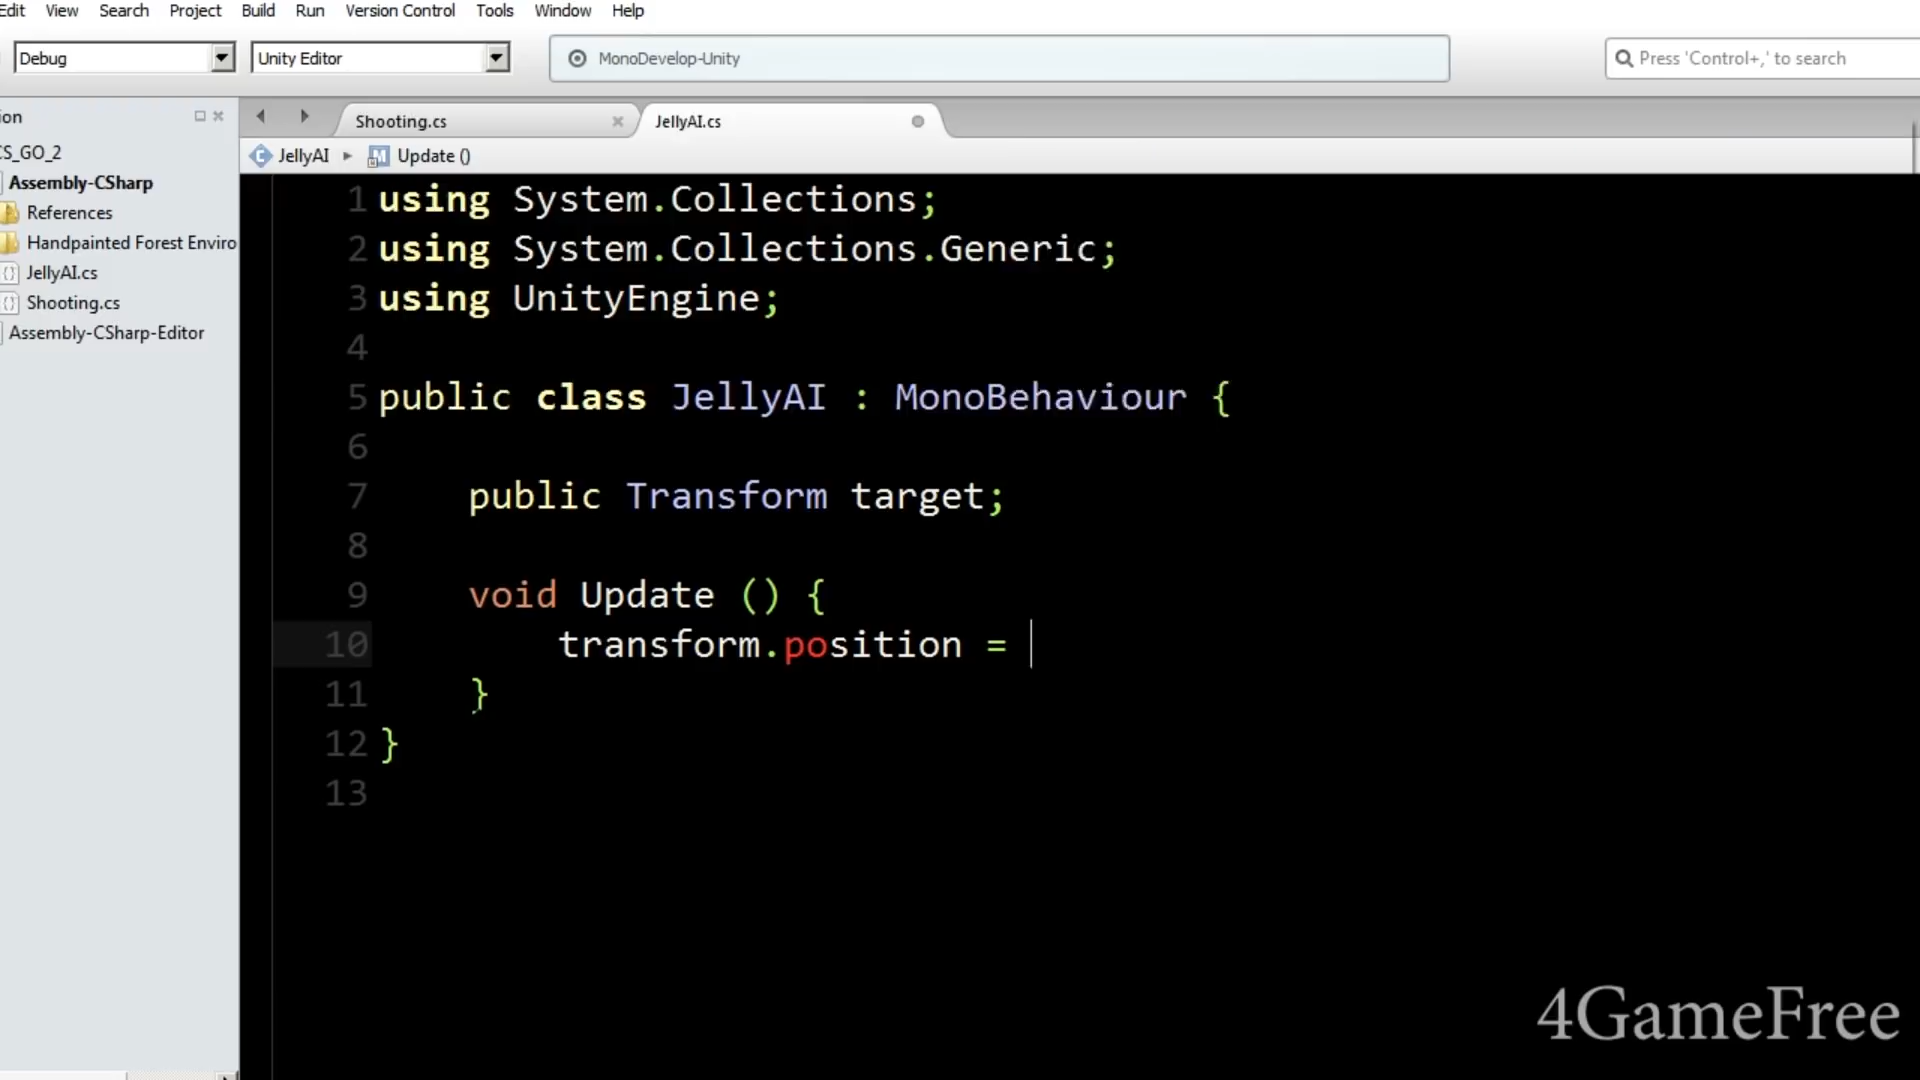 Edit View Search Project Build Run Version Control Tools Window Help
Debug Unity Editor MonoDevelop-Unity Press 'Control+,' to search
ion
CS_GO_2
Assembly-CSharp
References
Handpainted Forest Enviro
JellyAI.cs
Shooting.cs
Assembly-CSharp-Editor
Shooting.cs JellyAI.cs
JellyAI Update ()
1 using System.Collections;
2 using System.Collections.Generic;
3 using UnityEngine;
4
5 public class JellyAI : MonoBehaviour {
6
7 public Transform target;
8
9 void Update () {
10 transform.position =
11 }
12 }
13
4GameFree